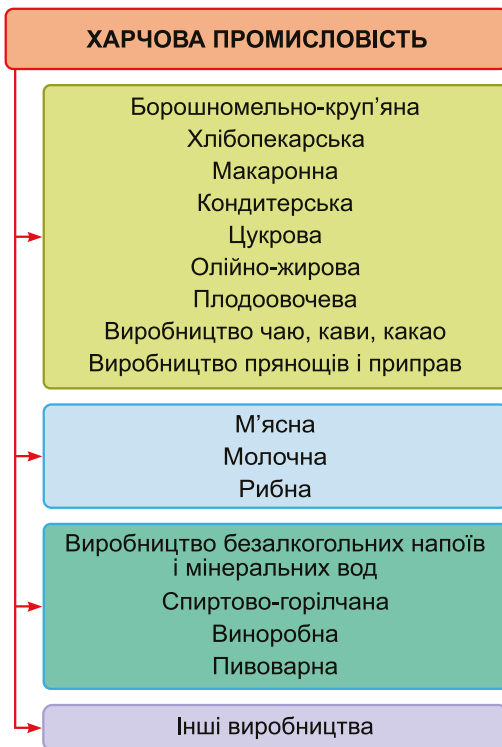 ХАРЧОВА ПРОМИСЛОВІСТЬ
Борошномельно-круп’яна
Хлібопекарська
Макаронна
Кондитерська
Цукрова
Олійно-жирова
Плодоовочева
Виробництво чаю, кави, какао
Виробництво прянощів і приправ
М’ясна
Молочна
Рибна
Виробництво безалкогольних напоїв
і мінеральних вод
Спиртово-горілчана
Виноробна
Пивоварна
Інші виробництва